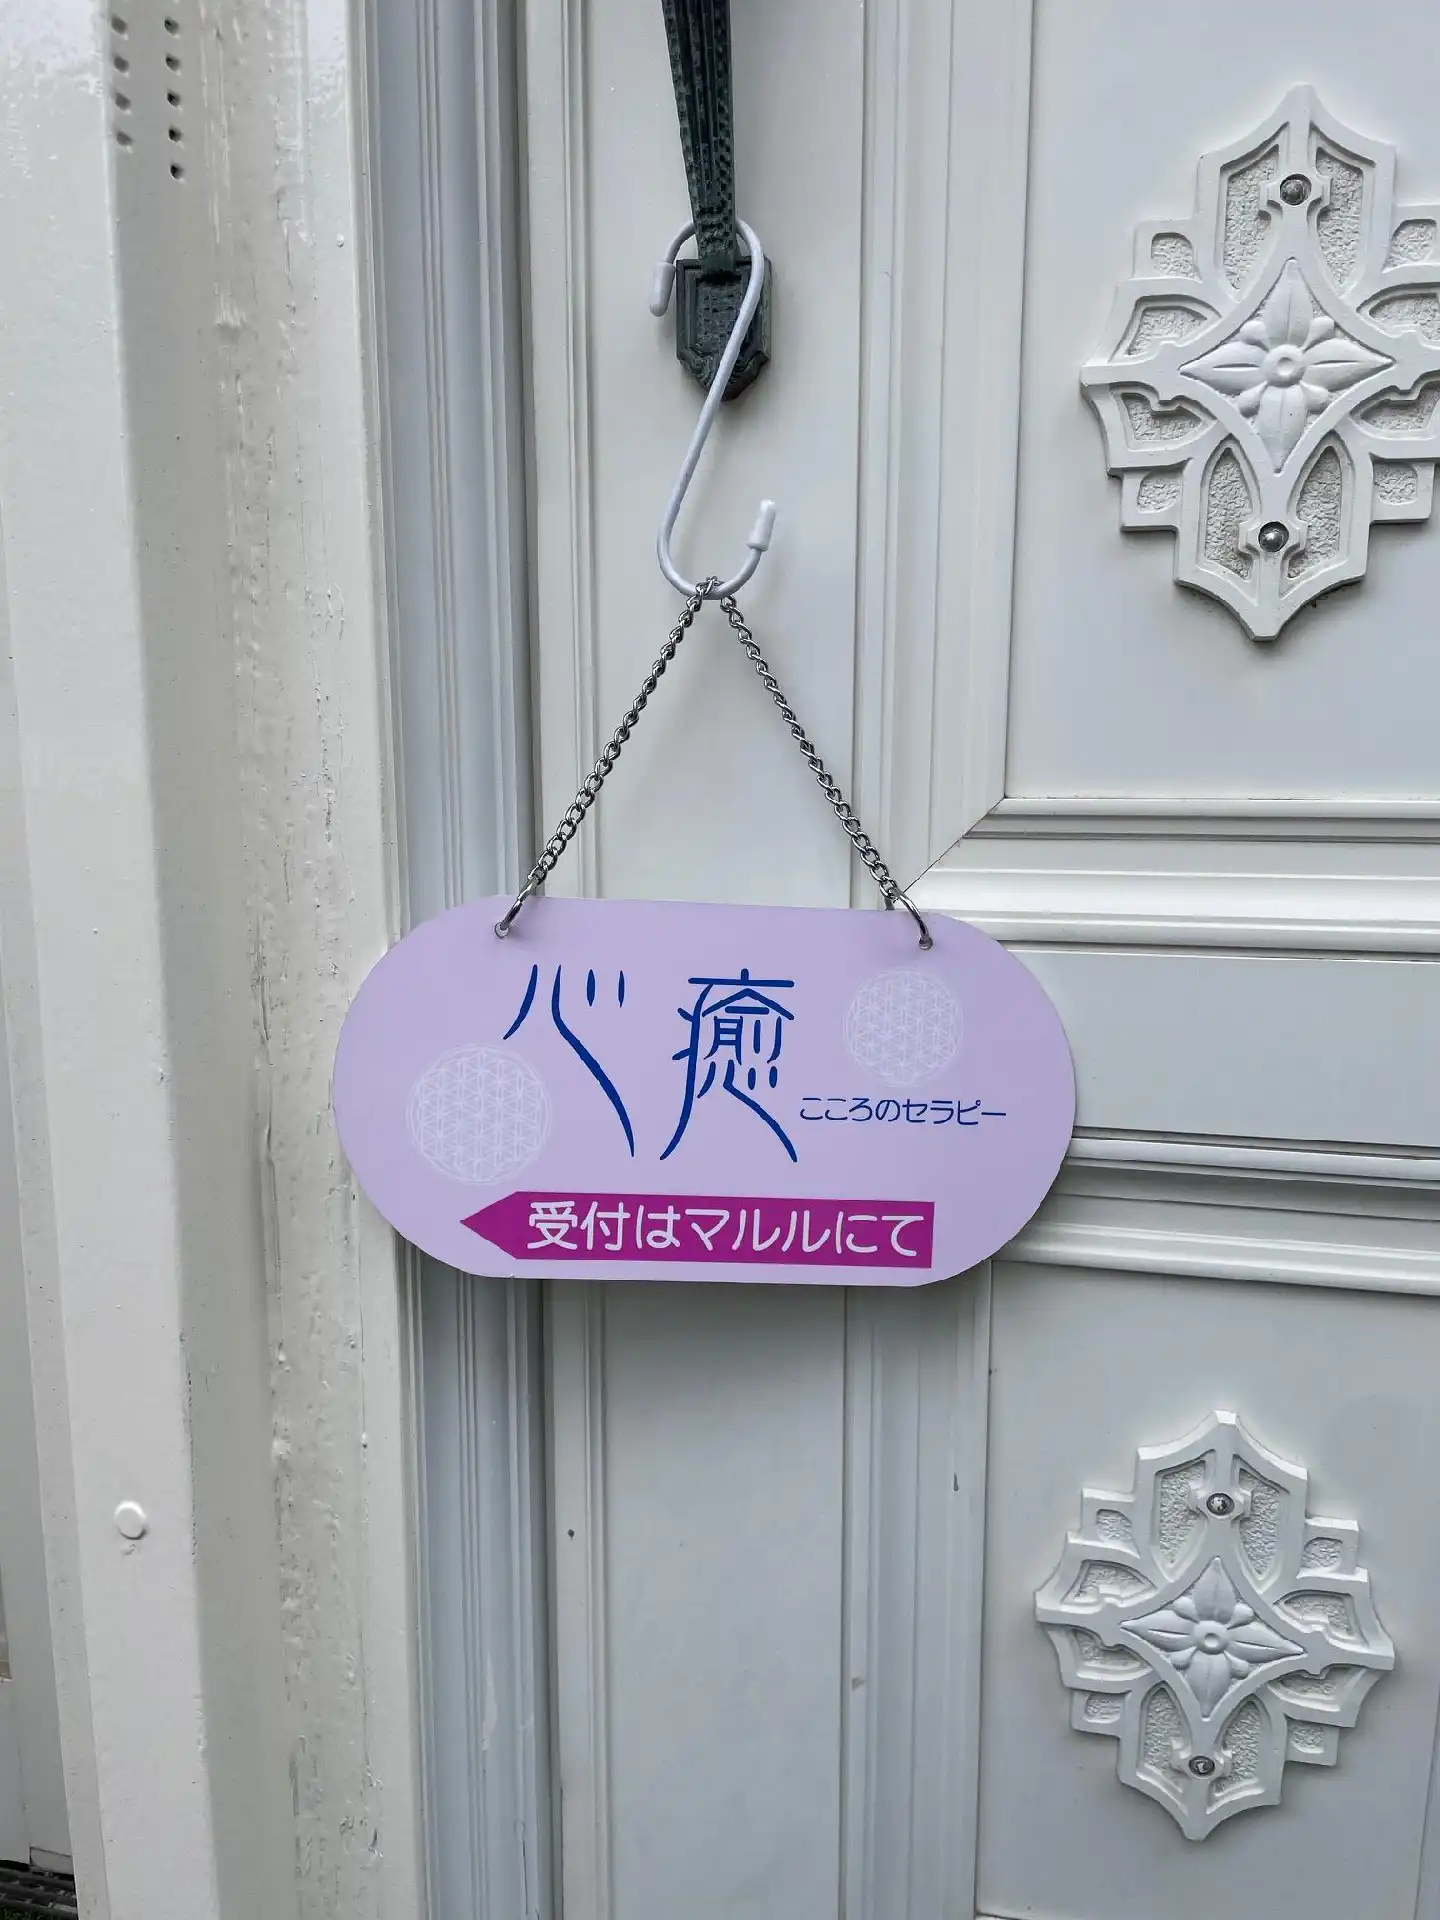 心癒
こころのセラピー
受付はマルルにて